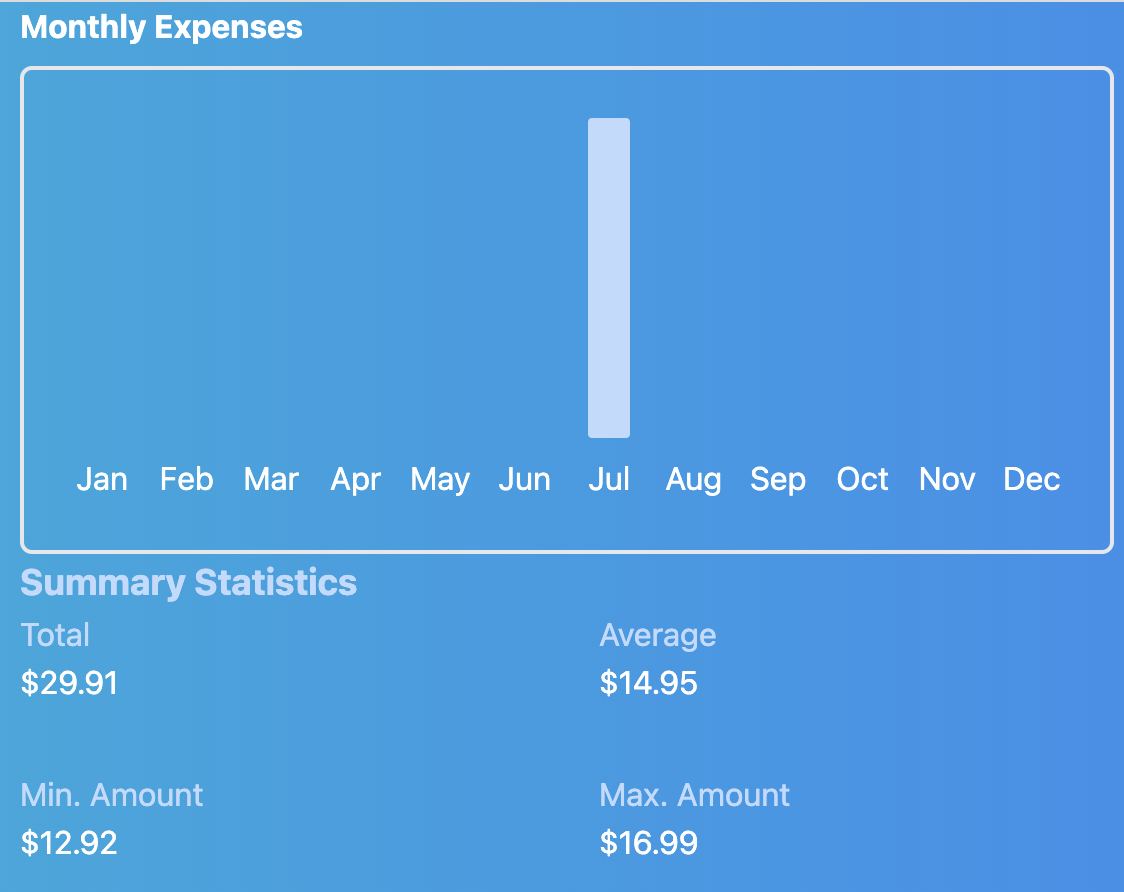 Monthly Expenses
Jan Feb Mar Apr May Jun Jul Aug Sep Oct Nov Dec
Summary Statistics
Total Average
$29.91 $14.95
Min. Amount Max. Amount
$12.92 $16.99